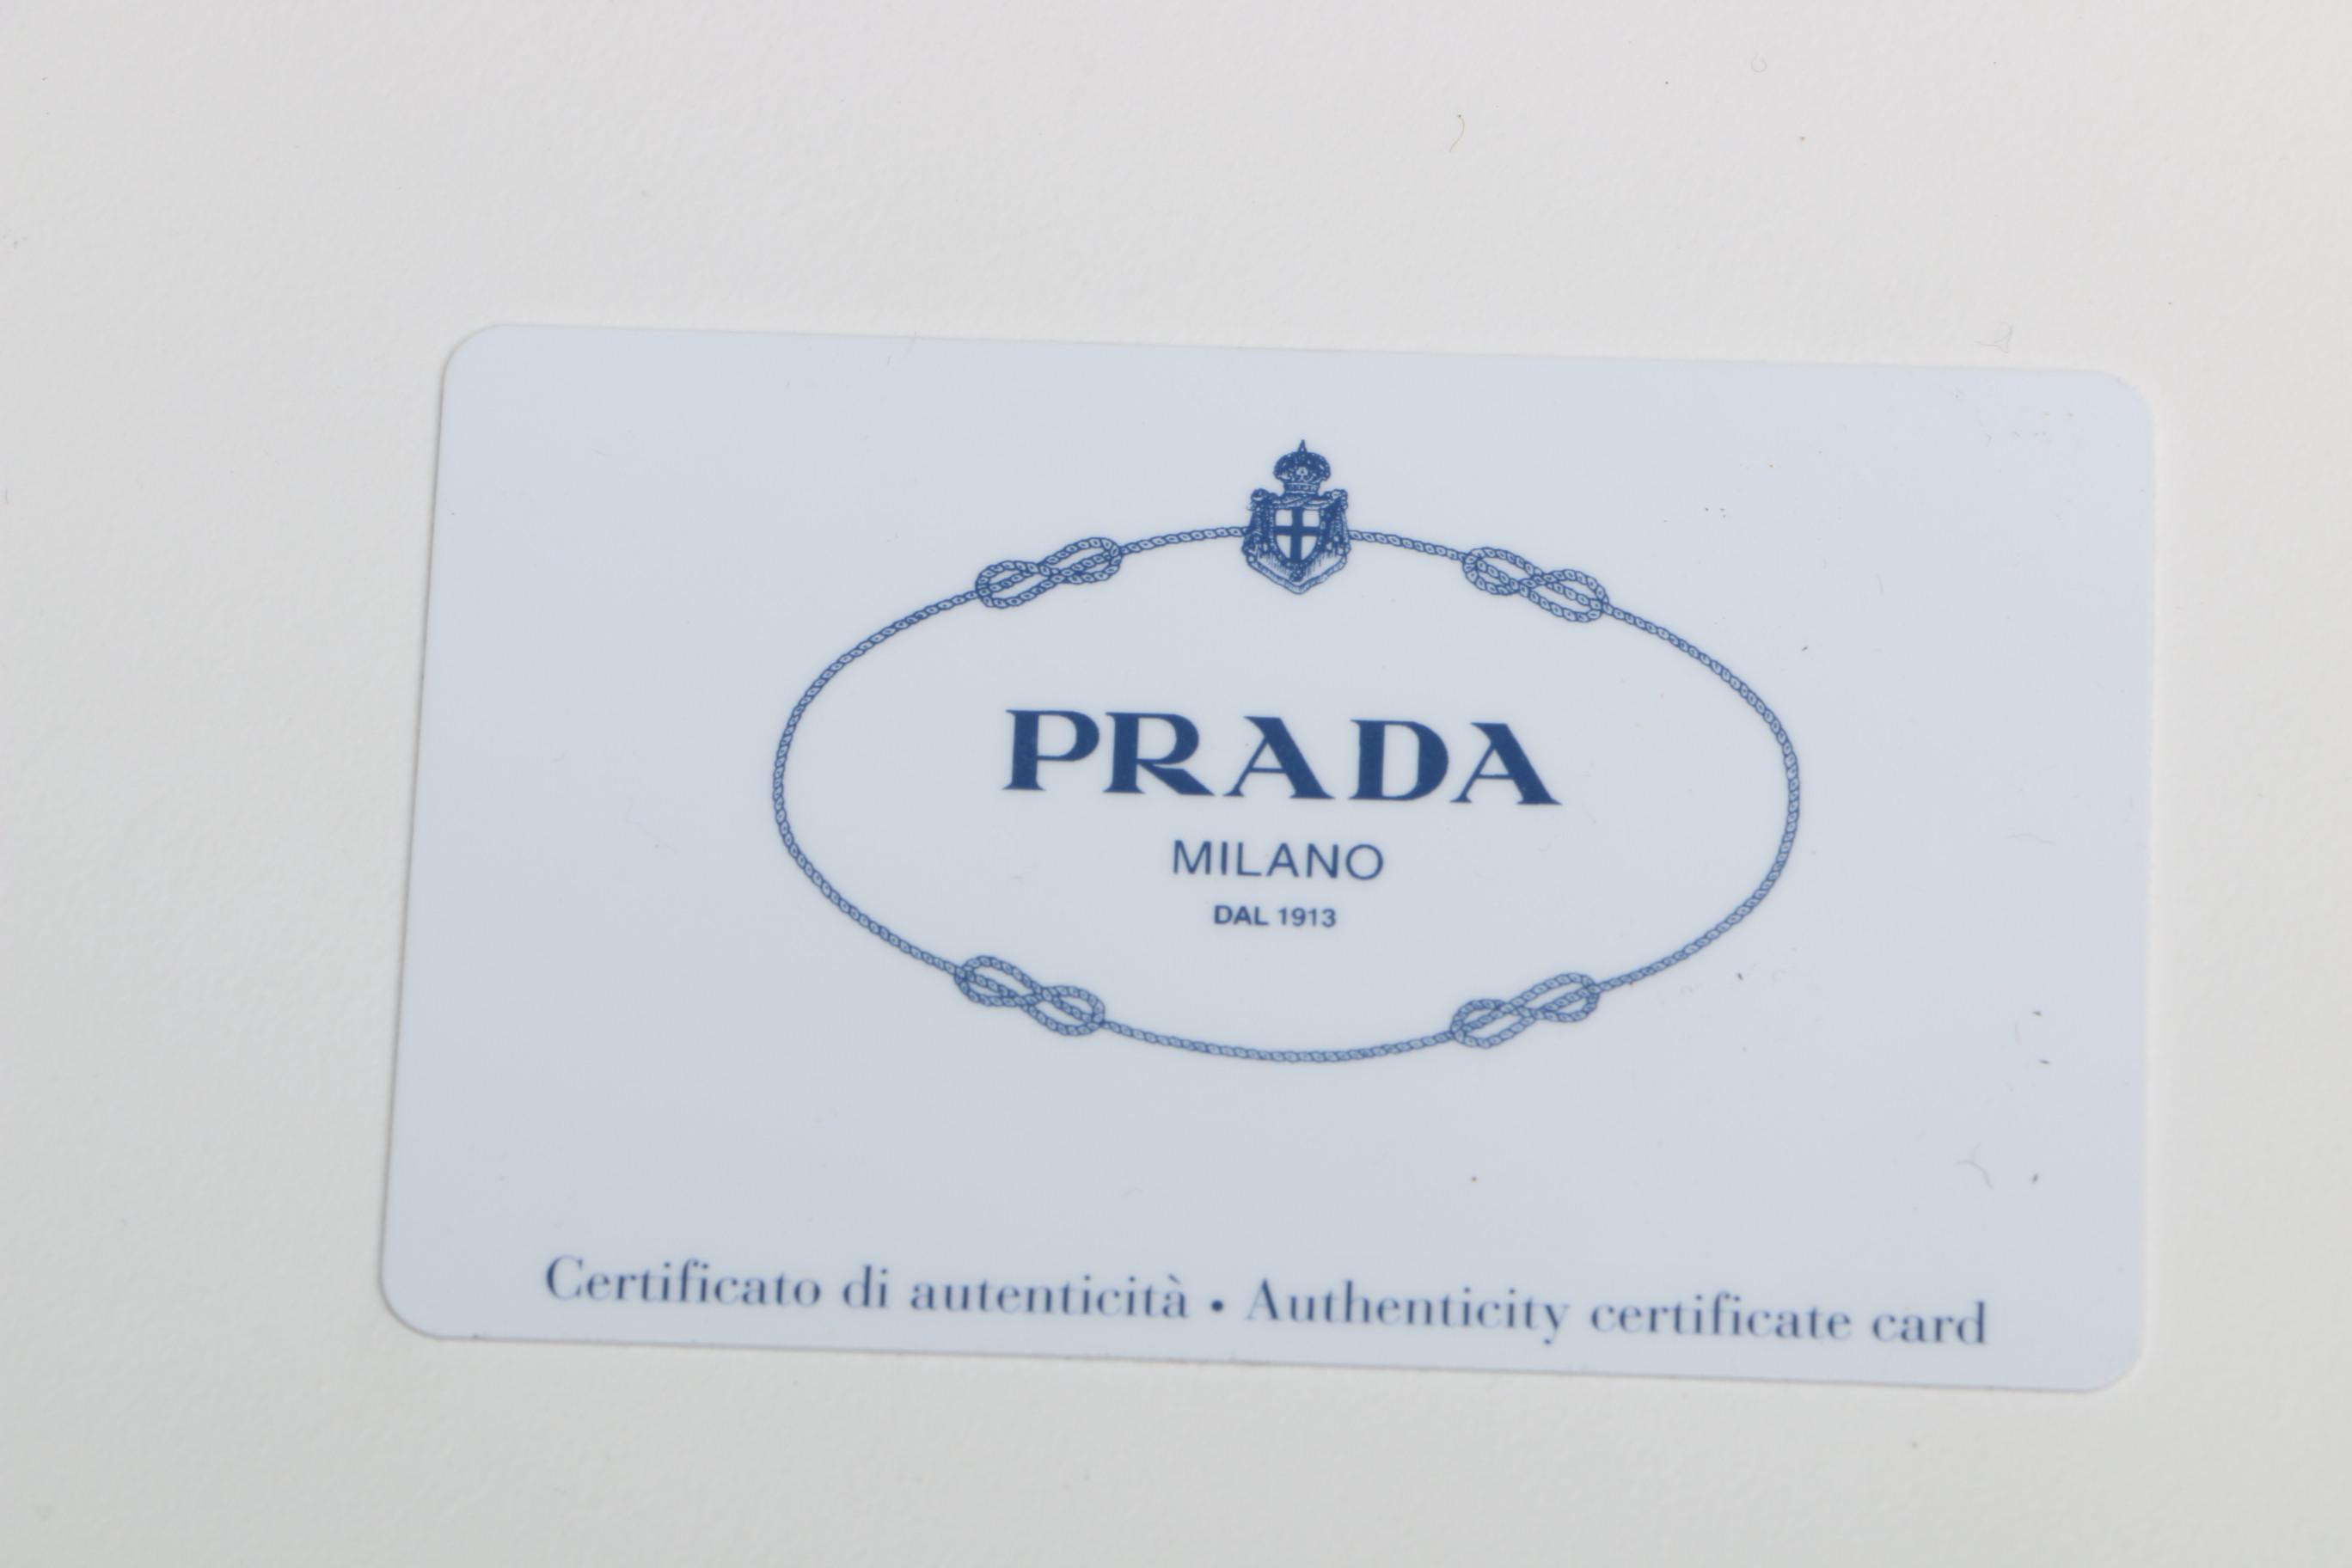 PRADA
MILANO
DAL 1913
Certificato di autenticità • Authenticity certificate card